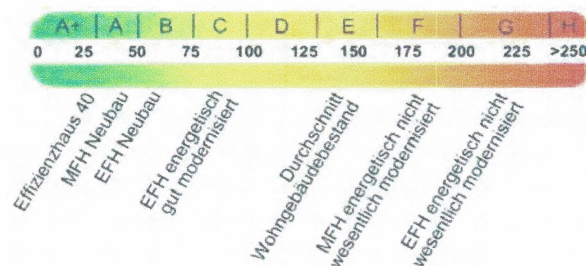 A+ | A | B | C | D | E | F | G | H
0 25 50 75 100 125 150 175 200 225 >250
Effizienzhaus 40
MFH Neubau
EFH Neubau
EFH energetisch
gut modernisiert
Durchschnitt
Wohngebäudebestand
MFH energetisch nicht
wesentlich modernisiert
EFH energetisch nicht
wesentlich modernisiert